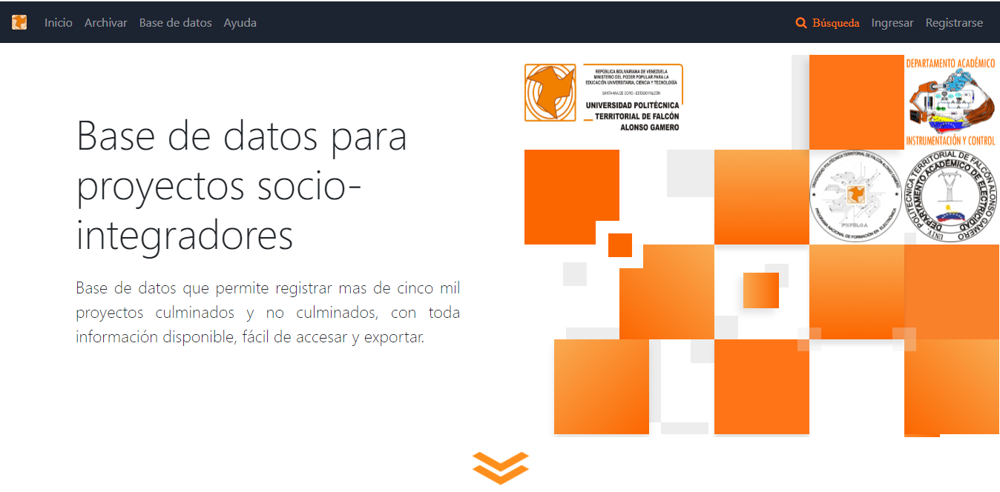 Inicio Archivar Base de datos Ayuda Búsqueda Ingresar Registrarse
REPÚBLICA BOLIVARIANA DE VENEZUELA
MINISTERIO DEL PODER POPULAR PARA LA
EDUCACIÓN UNIVERSITARIA, CIENCIA Y TECNOLOGÍA
SANTA ANA DE CORO - ESTADO FALCÓN
UNIVERSIDAD POLITÉCNICA
TERRITORIAL DE FALCÓN
ALONSO GAMERO
DEPARTAMENTO ACADÉMICO
INSTRUMENTACIÓN Y CONTROL
UNIVERSIDAD POLITÉCNICA TERRITORIAL DE FALCÓN ALONSO GAMERO
PROGRAMA NACIONAL DE FORMACIÓN EN ELECTRÓNICA
UNIV. POLITÉCNICA TERRITORIAL DE FALCÓN ALONSO GAMERO
DEPARTAMENTO ACADÉMICO DE ELECTRICIDAD
Base de datos para
proyectos socio-
integradores
Base de datos que permite registrar mas de cinco mil
proyectos culminados y no culminados, con toda
información disponible, fácil de accesar y exportar.